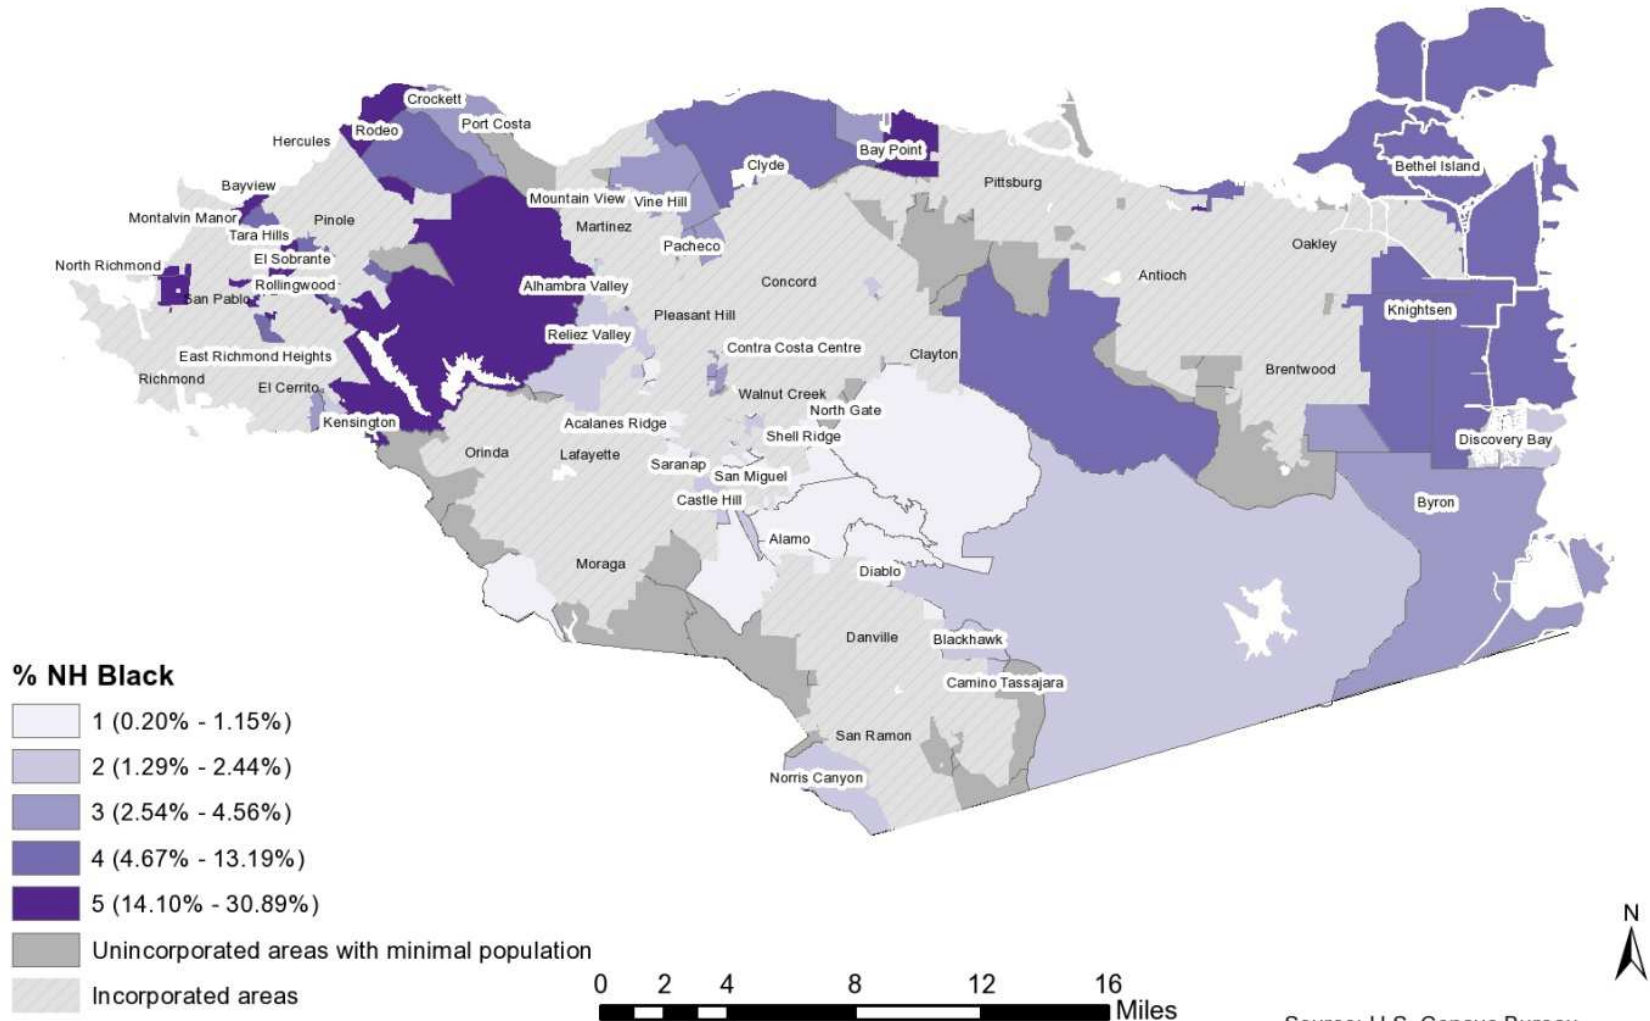 Crockett
Port Costa
Rodeo
Hercules
Bay Point
Clyde
Bethel Island
Pittsburg
Bayview
Mountain View
Vine Hill
Montalvin Manor
Pinole
Martinez
Tara Hills
Pacheco
Oakley
El Sobrante
North Richmond
Antioch
Rollingwood
Alhambra Valley
Concord
San Pablo
Knightsen
Pleasant Hill
Reliez Valley
Contra Costa Centre
East Richmond Heights
Clayton
Brentwood
Richmond
El Cerrito
Walnut Creek
North Gate
Kensington
Acalanes Ridge
Shell Ridge
Discovery Bay
Orinda
Lafayette
Saranap
San Miguel
Castle Hill
Byron
Alamo
Moraga
Diablo
Danville
Blackhawk
Camino Tassajara
San Ramon
Norris Canyon
% NH Black
1 (0.20% - 1.15%)
2 (1.29% - 2.44%)
3 (2.54% - 4.56%)
4 (4.67% - 13.19%)
5 (14.10% - 30.89%)
Unincorporated areas with minimal population
Incorporated areas
0 2 4 8 12 16
Miles
N
Source: U.S. Census Bureau